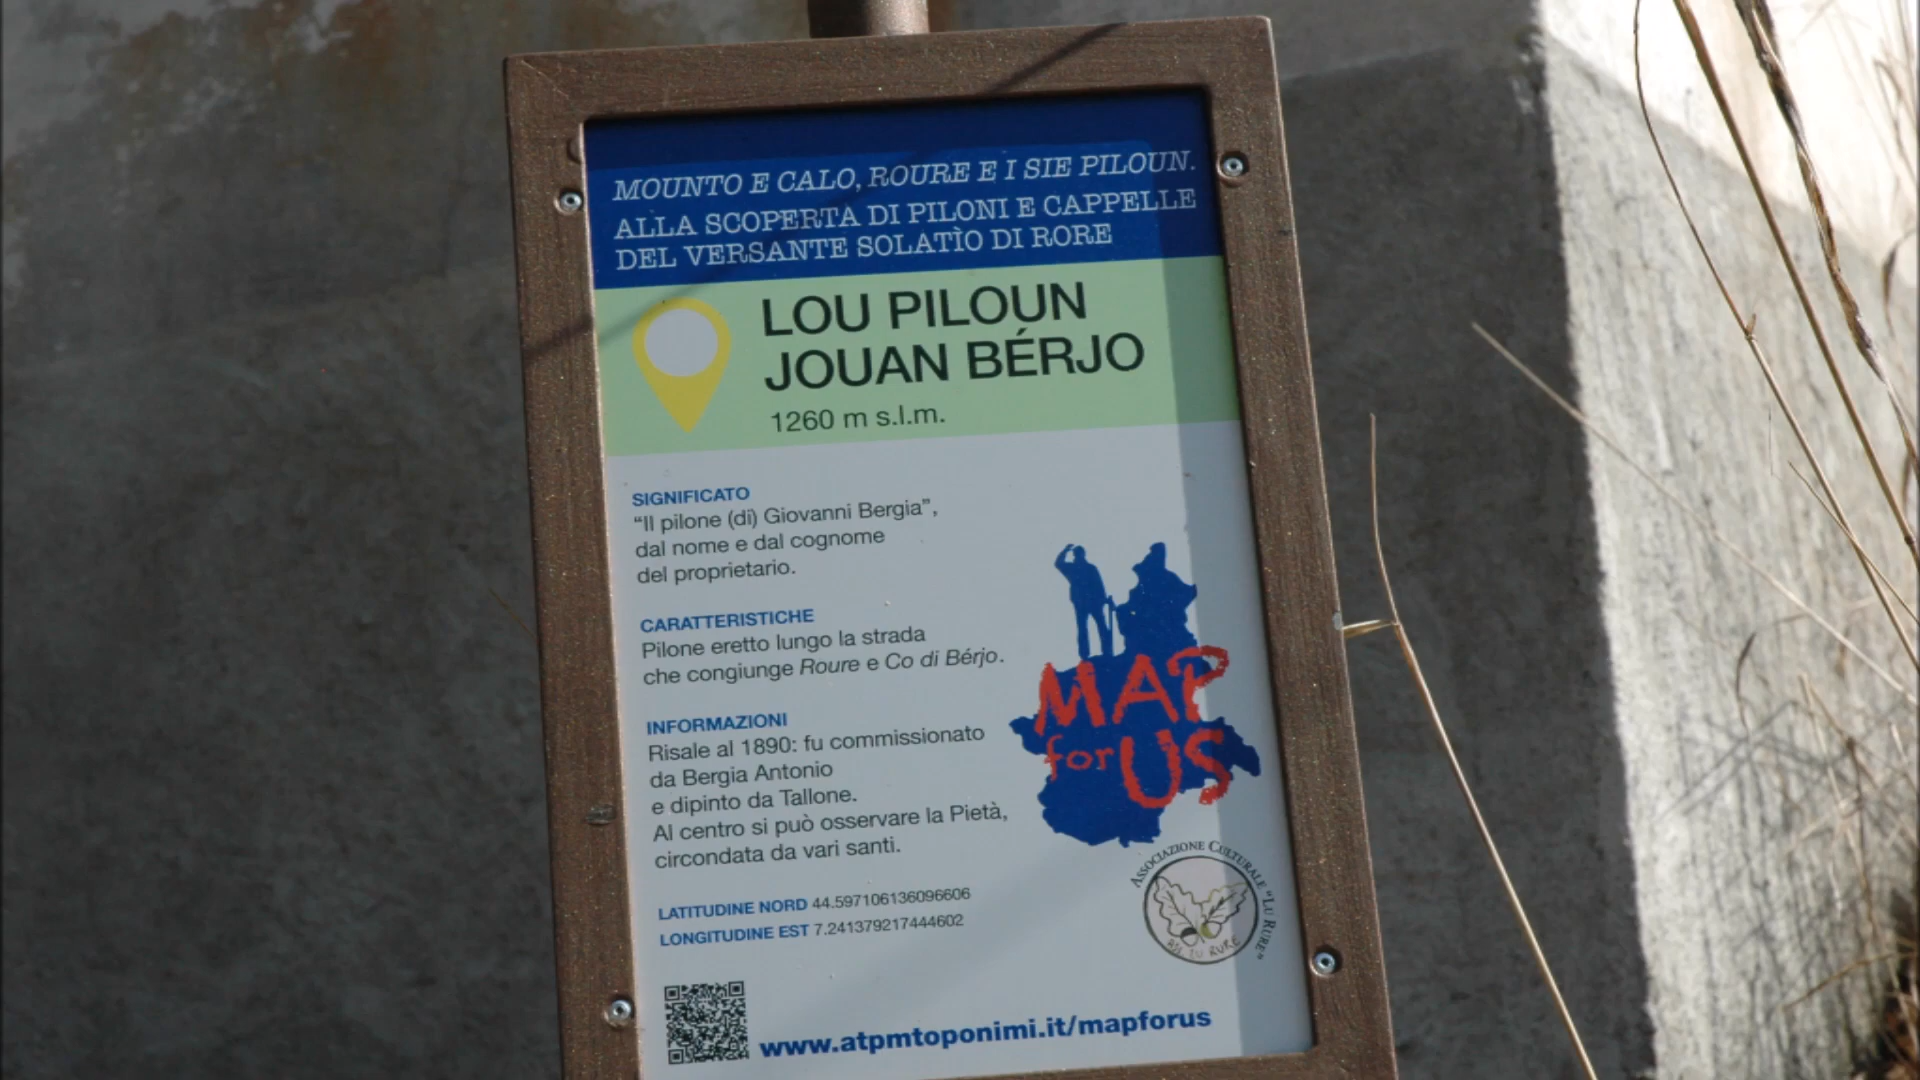 MOUNTO E CALO, ROURE E I SIE PILOUN.
ALLA SCOPERTA DI PILONI E CAPPELLE
DEL VERSANTE SOLATÌO DI RORE
LOU PILOUN
JOUAN BÉRJO
1260 m s.l.m.
SIGNIFICATO
“Il pilone (di) Giovanni Bergia”,
dal nome e dal cognome
del proprietario.
CARATTERISTICHE
Pilone eretto lungo la strada
che congiunge Roure e Co di Bérjo.
INFORMAZIONI
Risale al 1890: fu commissionato
da Bergia Antonio
e dipinto da Tallone.
Al centro si può osservare la Pietà,
circondata da vari santi.
MAP
for US
ASSOCIAZIONE CULTURALE “LU RURE”
LATITUDINE NORD 44.597106136096606
LONGITUDINE EST 7.241379217444602
www.atpmtoponimi.it/mapforus